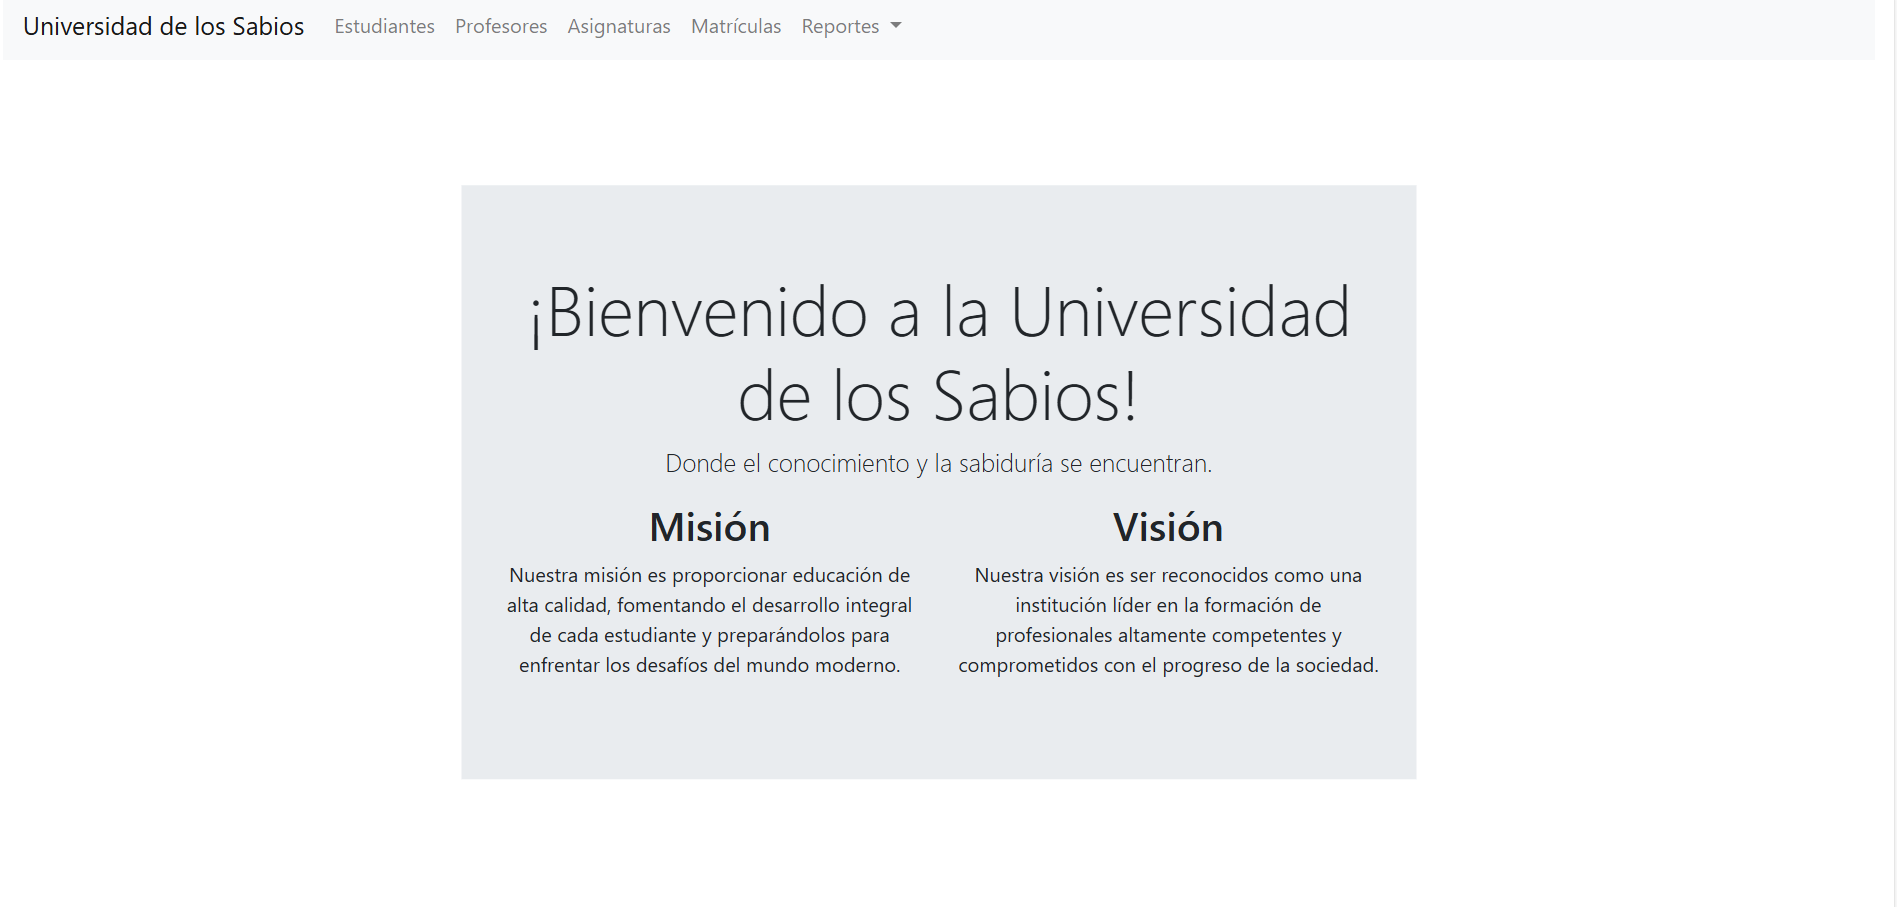 Universidad de los Sabios Estudiantes Profesores Asignaturas Matrículas Reportes
¡Bienvenido a la Universidad
de los Sabios!
Donde el conocimiento y la sabiduría se encuentran.
Misión
Nuestra misión es proporcionar educación de
alta calidad, fomentando el desarrollo integral
de cada estudiante y preparándolos para
enfrentar los desafíos del mundo moderno.
Visión
Nuestra visión es ser reconocidos como una
institución líder en la formación de
profesionales altamente competentes y
comprometidos con el progreso de la sociedad.